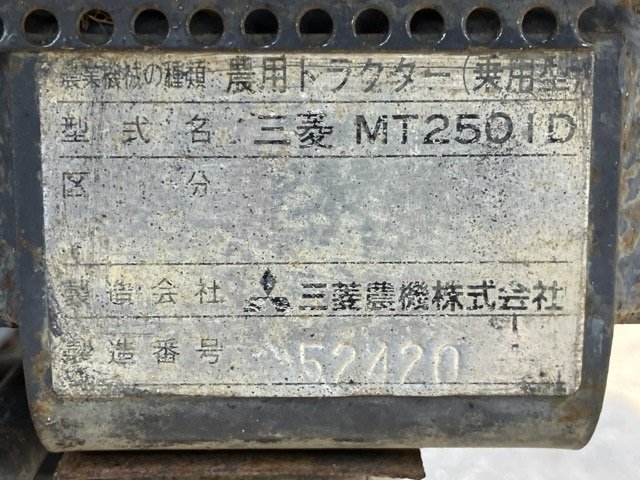 農業機械の種類 農用トラクター(乗用型)
型式名 三菱 MT2501D
区分
製造会社 三菱農機株式会社
製造番号 52420